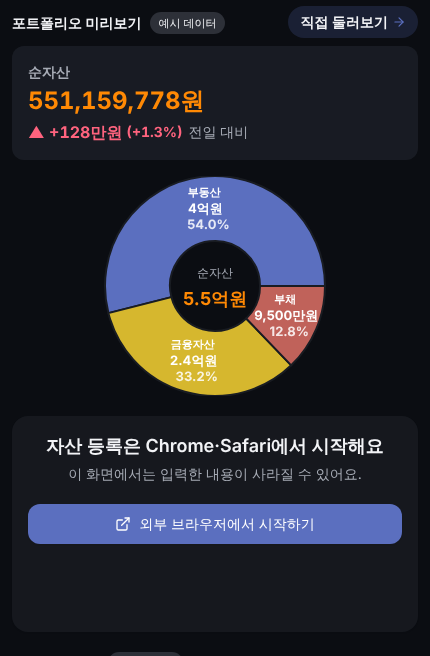 포트폴리오 미리보기 예시 데이터 직접 둘러보기 →
순자산
551,159,778원
▲ +128만원 (+1.3%) 전일 대비
부동산
4억원
54.0%
순자산
5.5억원
부채
9,500만원
12.8%
금융자산
2.4억원
33.2%
자산 등록은 Chrome·Safari에서 시작해요
이 화면에서는 입력한 내용이 사라질 수 있어요.
외부 브라우저에서 시작하기